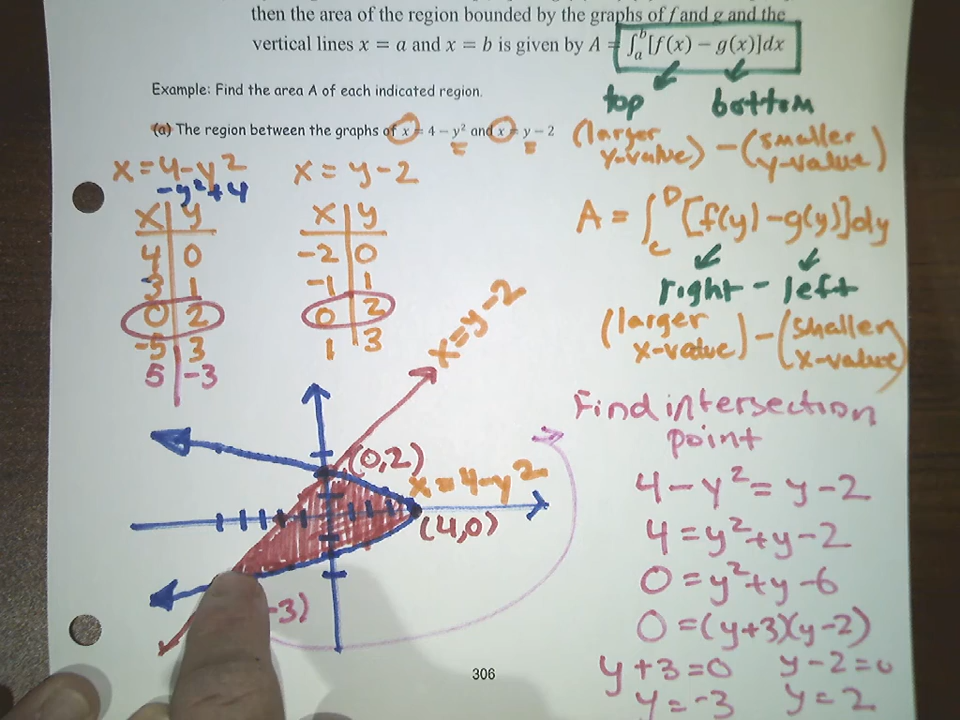 then the area of the region bounded by the graphs of f and g and the
vertical lines x = a and x = b is given by A = ∫ₐᵇ [f(x) − g(x)]dx
top bottom
(larger y-value) − (smaller y-value)
Example: Find the area A of each indicated region.
(a) The region between the graphs of x = 4 − y² and x = y − 2
x = 4 − y²
−y² + 4
x | y
4 | 0
3 | 1
0 | 2
−5 | 3
5 | −3
x = y − 2
x | y
−2 | 0
−1 | 1
0 | 2
1 | 3
A = ∫ [f(y) − g(y)]dy
right − left
(larger x-value) − (smaller x-value)
x = y − 2
(0,2)
x = 4 − y²
(4,0)
−3)
Find intersection
point
4 − y² = y − 2
4 = y² + y − 2
0 = y² + y − 6
0 = (y+3)(y−2)
y + 3 = 0 y − 2 = 0
y = −3 y = 2
306